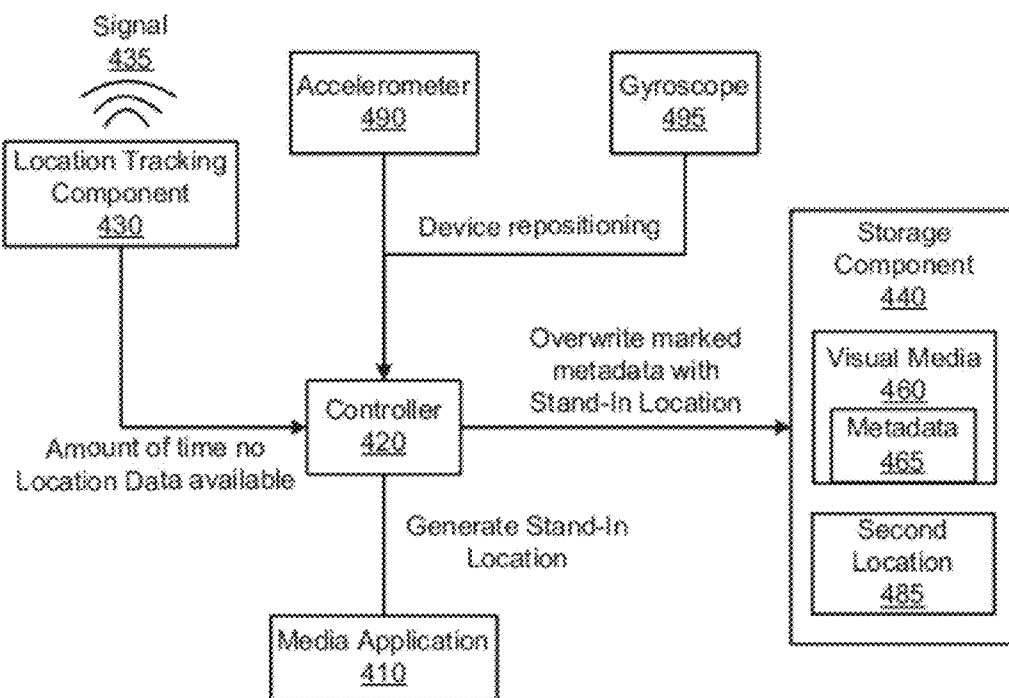 Signal
435
Location Tracking
Component
430
Accelerometer
490
Gyroscope
495
Device repositioning
Storage
Component
440
Visual Media
460
Metadata
465
Second
Location
485
Overwrite marked
metadata with
Stand-In Location
Controller
420
Amount of time no
Location Data available
Generate Stand-In
Location
Media Application
410